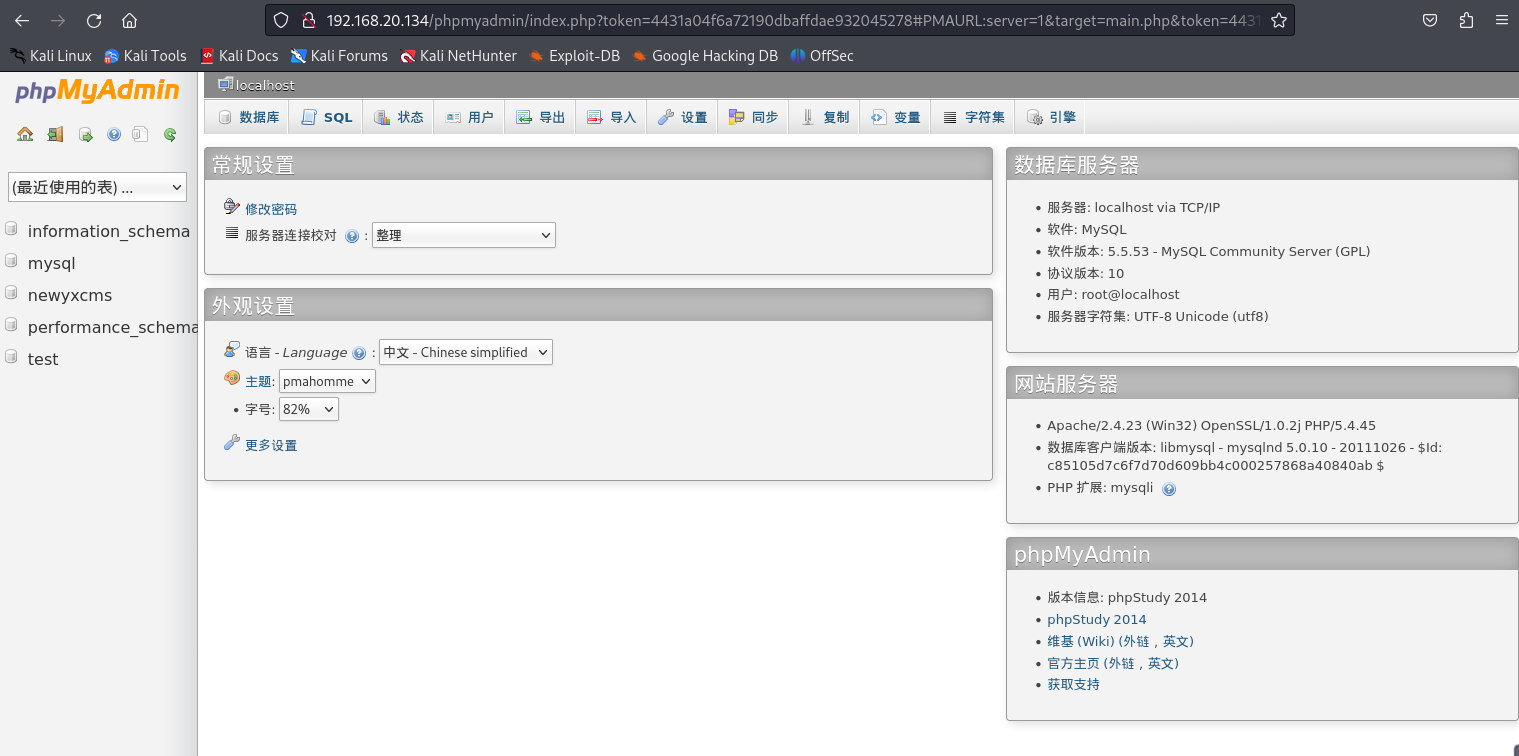 192.168.20.134/phpmyadmin/index.php?token=4431a04f6a72190dbaffdae932045278#PMAURL:server=1&target=main.php&token=4431
Kali Linux Kali Tools Kali Docs Kali Forums Kali NetHunter Exploit-DB Google Hacking DB OffSec
phpMyAdmin
(最近使用的表) ...
information_schema
mysql
newyxcms
performance_schema
test
localhost
数据库 SQL 状态 用户 导出 导入 设置 同步 复制 变量 字符集 引擎
常规设置
修改密码
服务器连接校对 : 整理
外观设置
语言 - Language : 中文 - Chinese simplified
主题: pmahomme
• 字号: 82%
更多设置
数据库服务器
• 服务器: localhost via TCP/IP
• 软件: MySQL
• 软件版本: 5.5.53 - MySQL Community Server (GPL)
• 协议版本: 10
• 用户: root@localhost
• 服务器字符集: UTF-8 Unicode (utf8)
网站服务器
• Apache/2.4.23 (Win32) OpenSSL/1.0.2j PHP/5.4.45
• 数据库客户端版本: libmysql - mysqlnd 5.0.10 - 20111026 - $Id:
c85105d7c6f7d70d609bb4c000257868a40840ab $
• PHP 扩展: mysqli
phpMyAdmin
• 版本信息: phpStudy 2014
• phpStudy 2014
• 维基 (Wiki) (外链，英文)
• 官方主页 (外链，英文)
• 获取支持